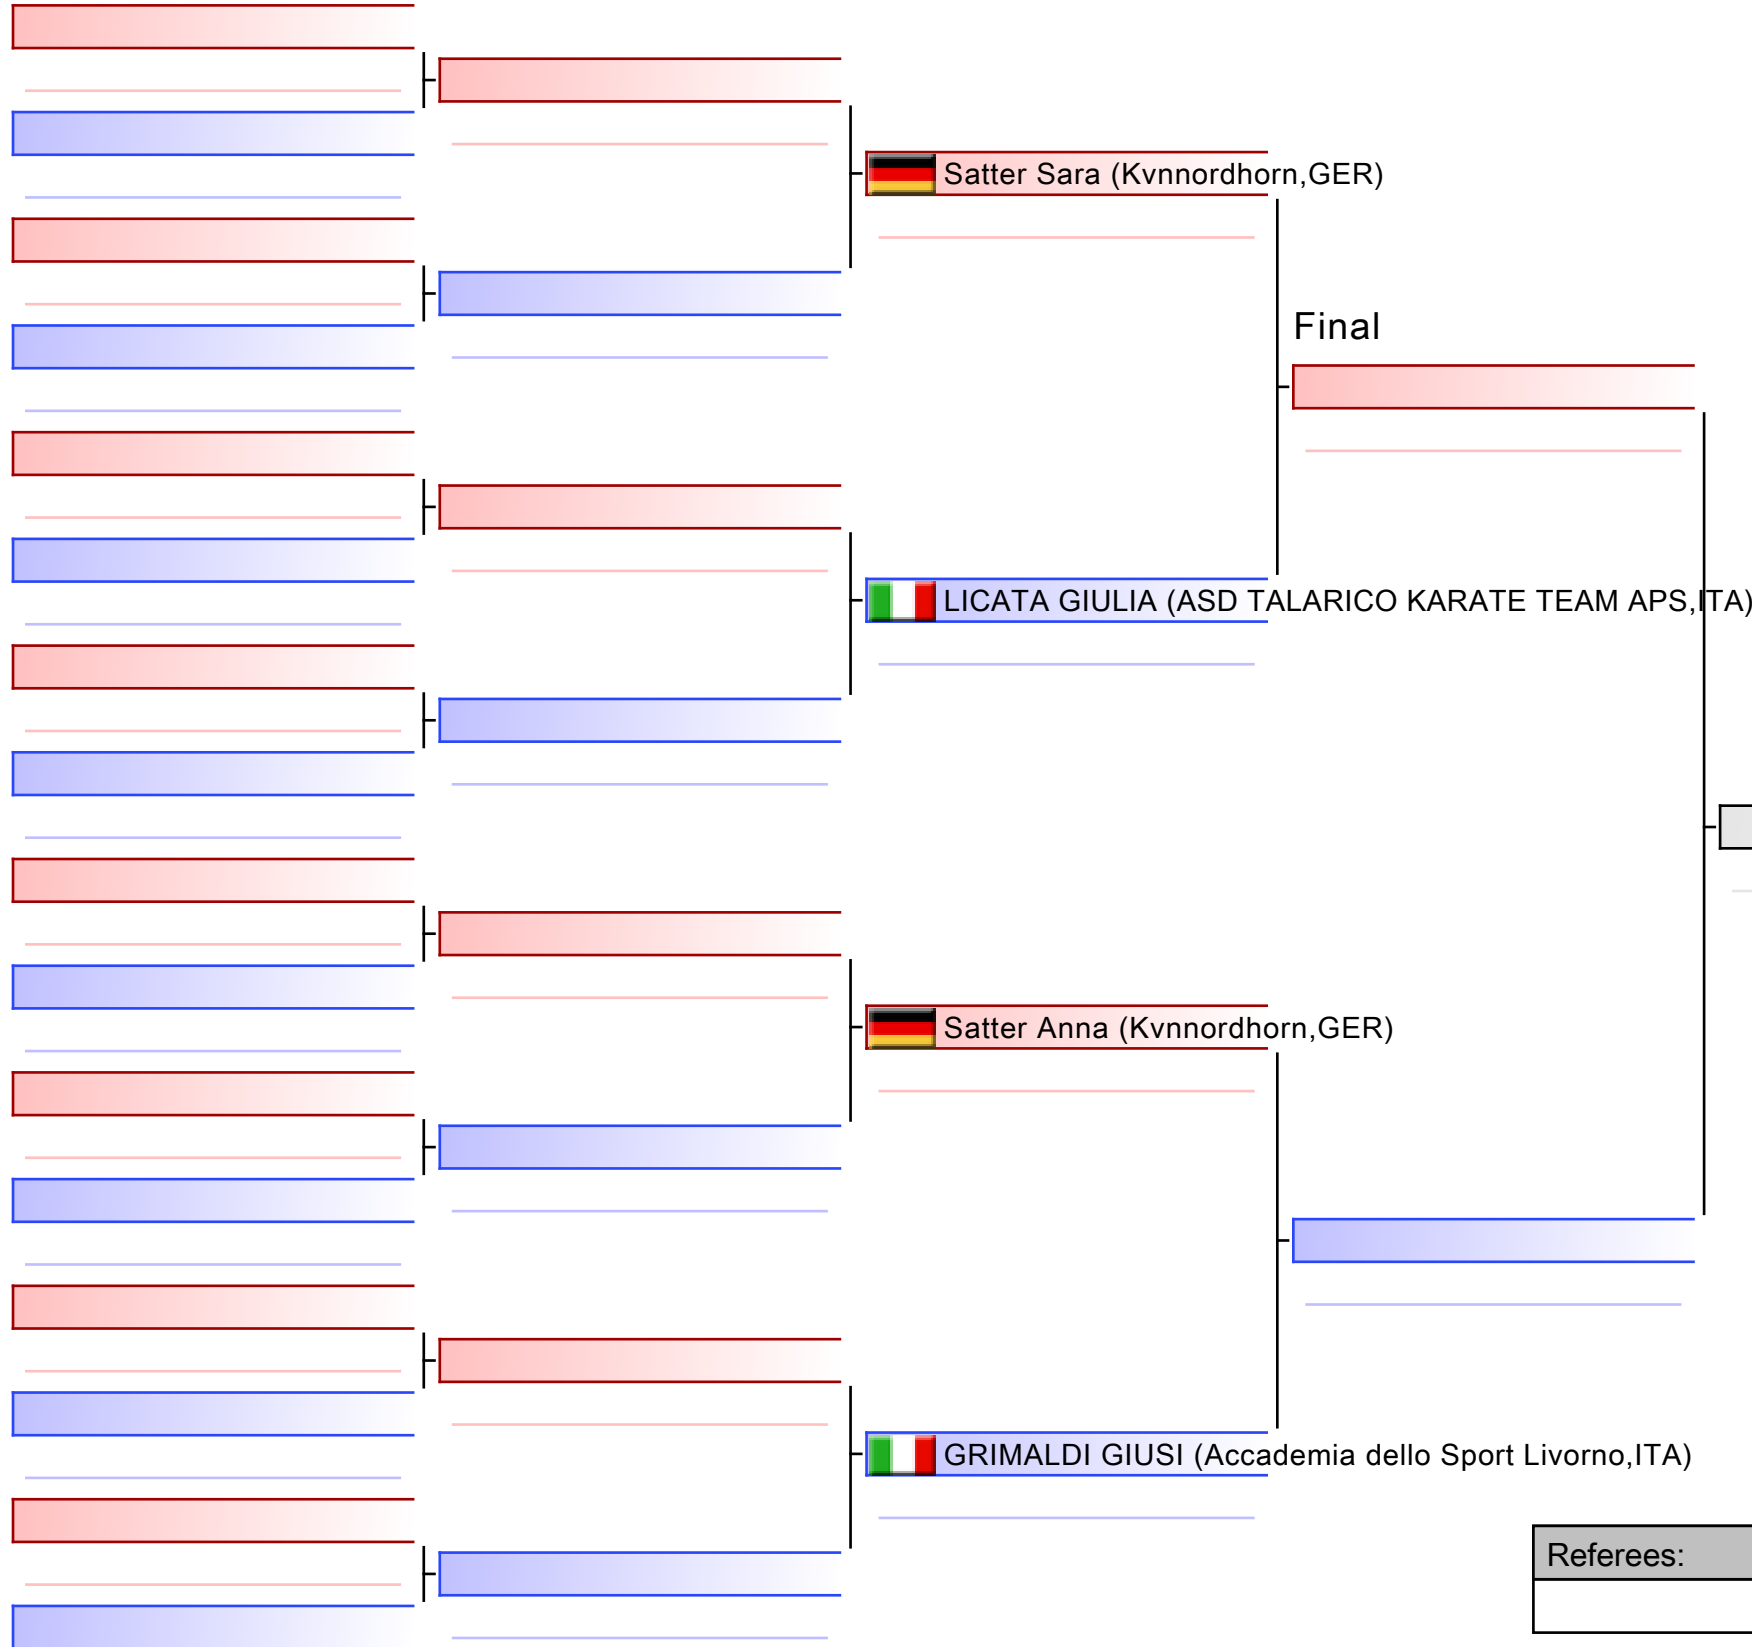 Satter Sara (Kvnnordhorn,GER)
Final
LICATA GIULIA (ASD TALARICO KARATE TEAM APS,ITA)
Satter Anna (Kvnnordhorn,GER)
GRIMALDI GIUSI (Accademia dello Sport Livorno,ITA)
Referees: